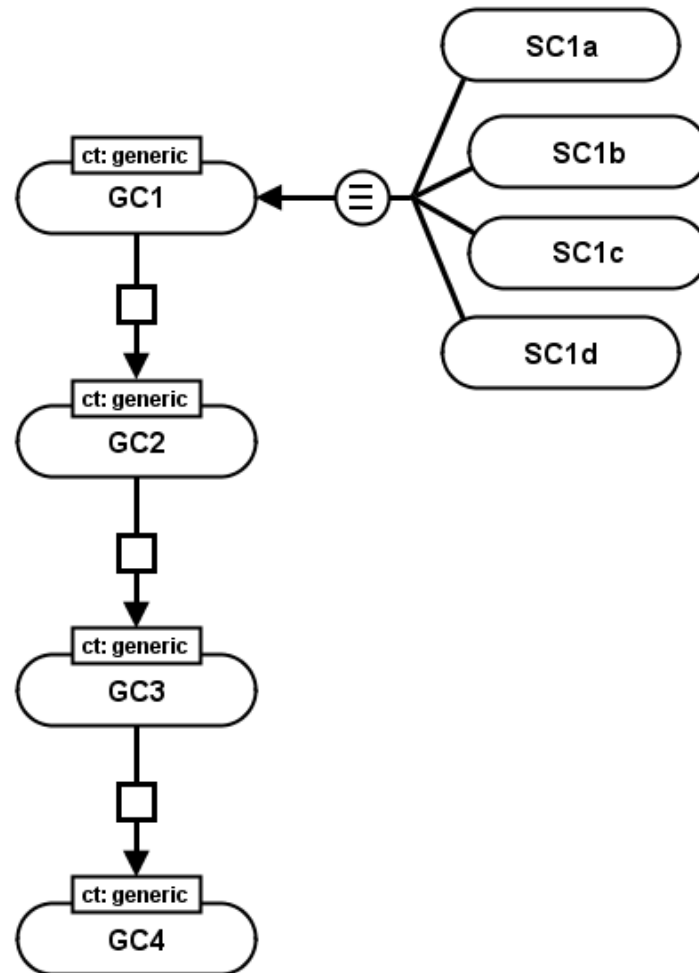 SC1a
ct: generic
GC1
SC1b
SC1c
SC1d
ct: generic
GC2
ct: generic
GC3
ct: generic
GC4